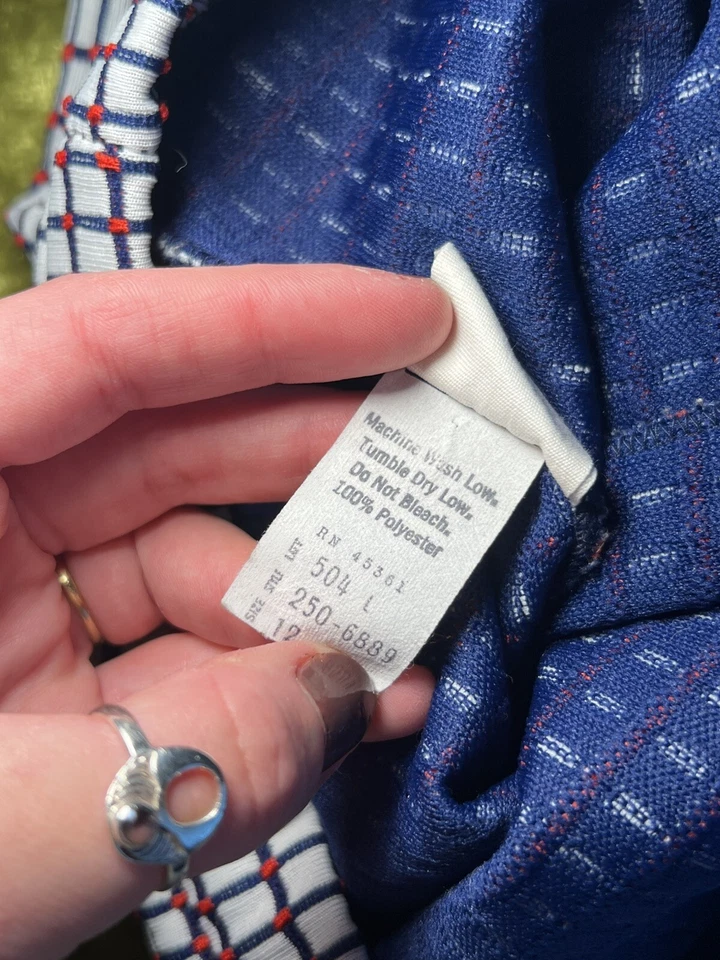 Machine Wash Low.
Tumble Dry Low.
Do Not Bleach.
100% Polyester
RN 45361
LOT 504 L
STYLE 250-6889
SIZE 12